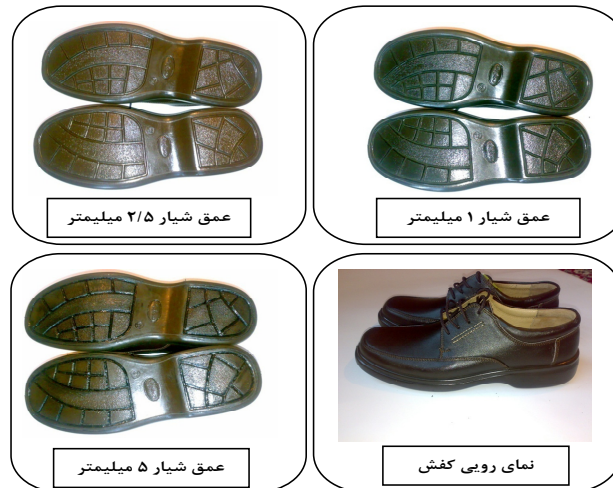 عمق شیار ۱ میلیمتر
عمق شیار ۲/۵ میلیمتر
نمای رویی کفش
عمق شیار ۵ میلیمتر